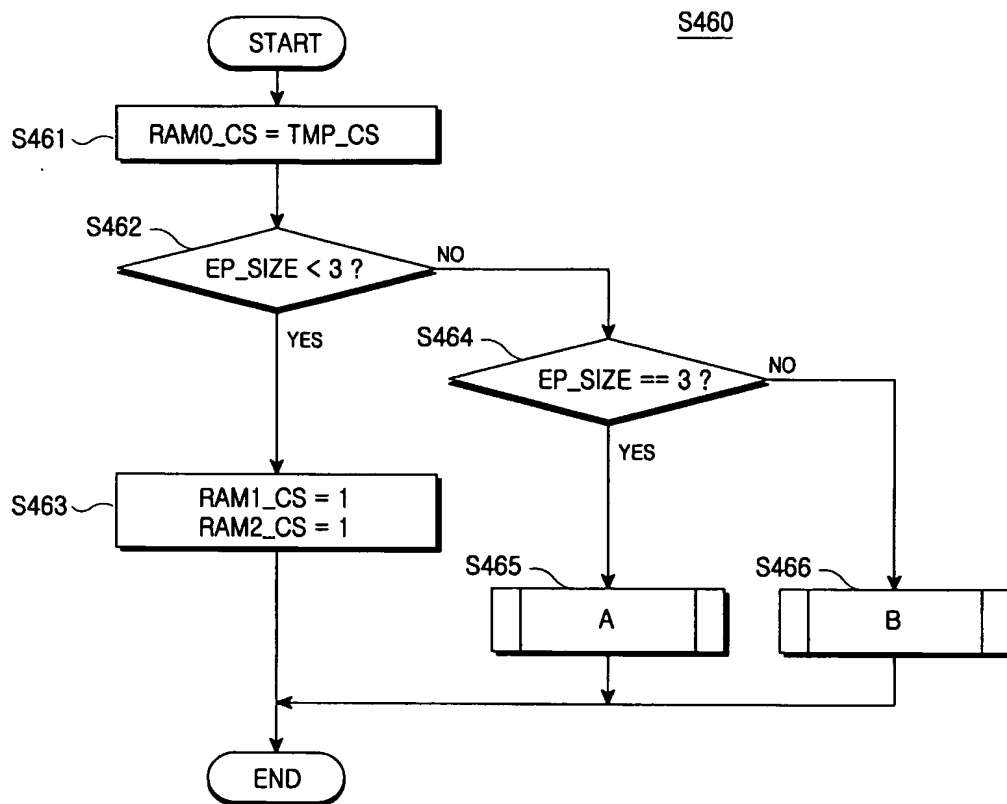 S460
START
S461
RAM0_CS = TMP_CS
S462
EP_SIZE < 3 ?
NO
YES
S464
EP_SIZE == 3 ?
NO
YES
S463
RAM1_CS = 1
RAM2_CS = 1
S465
A
S466
B
END